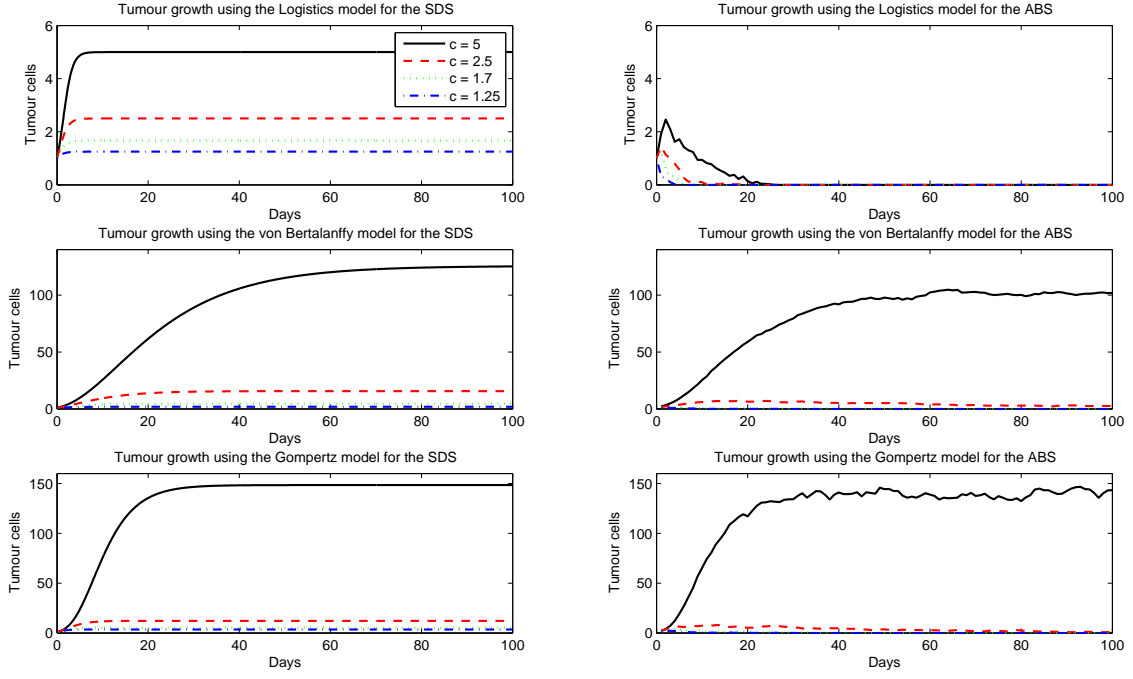 Tumour growth using the Logistics model for the SDS
6
4
2
0
Tumour cells
0 20 40 60 80 100
Days
c = 5
c = 2.5
c = 1.7
c = 1.25
Tumour growth using the Logistics model for the ABS
6
4
2
0
Tumour cells
0 20 40 60 80 100
Days
Tumour growth using the von Bertalanffy model for the SDS
100
50
0
Tumour cells
0 20 40 60 80 100
Days
Tumour growth using the von Bertalanffy model for the ABS
100
50
0
Tumour cells
0 20 40 60 80 100
Days
Tumour growth using the Gompertz model for the SDS
150
100
50
0
Tumour cells
0 20 40 60 80 100
Days
Tumour growth using the Gompertz model for the ABS
150
100
50
0
Tumour cells
0 20 40 60 80 100
Days